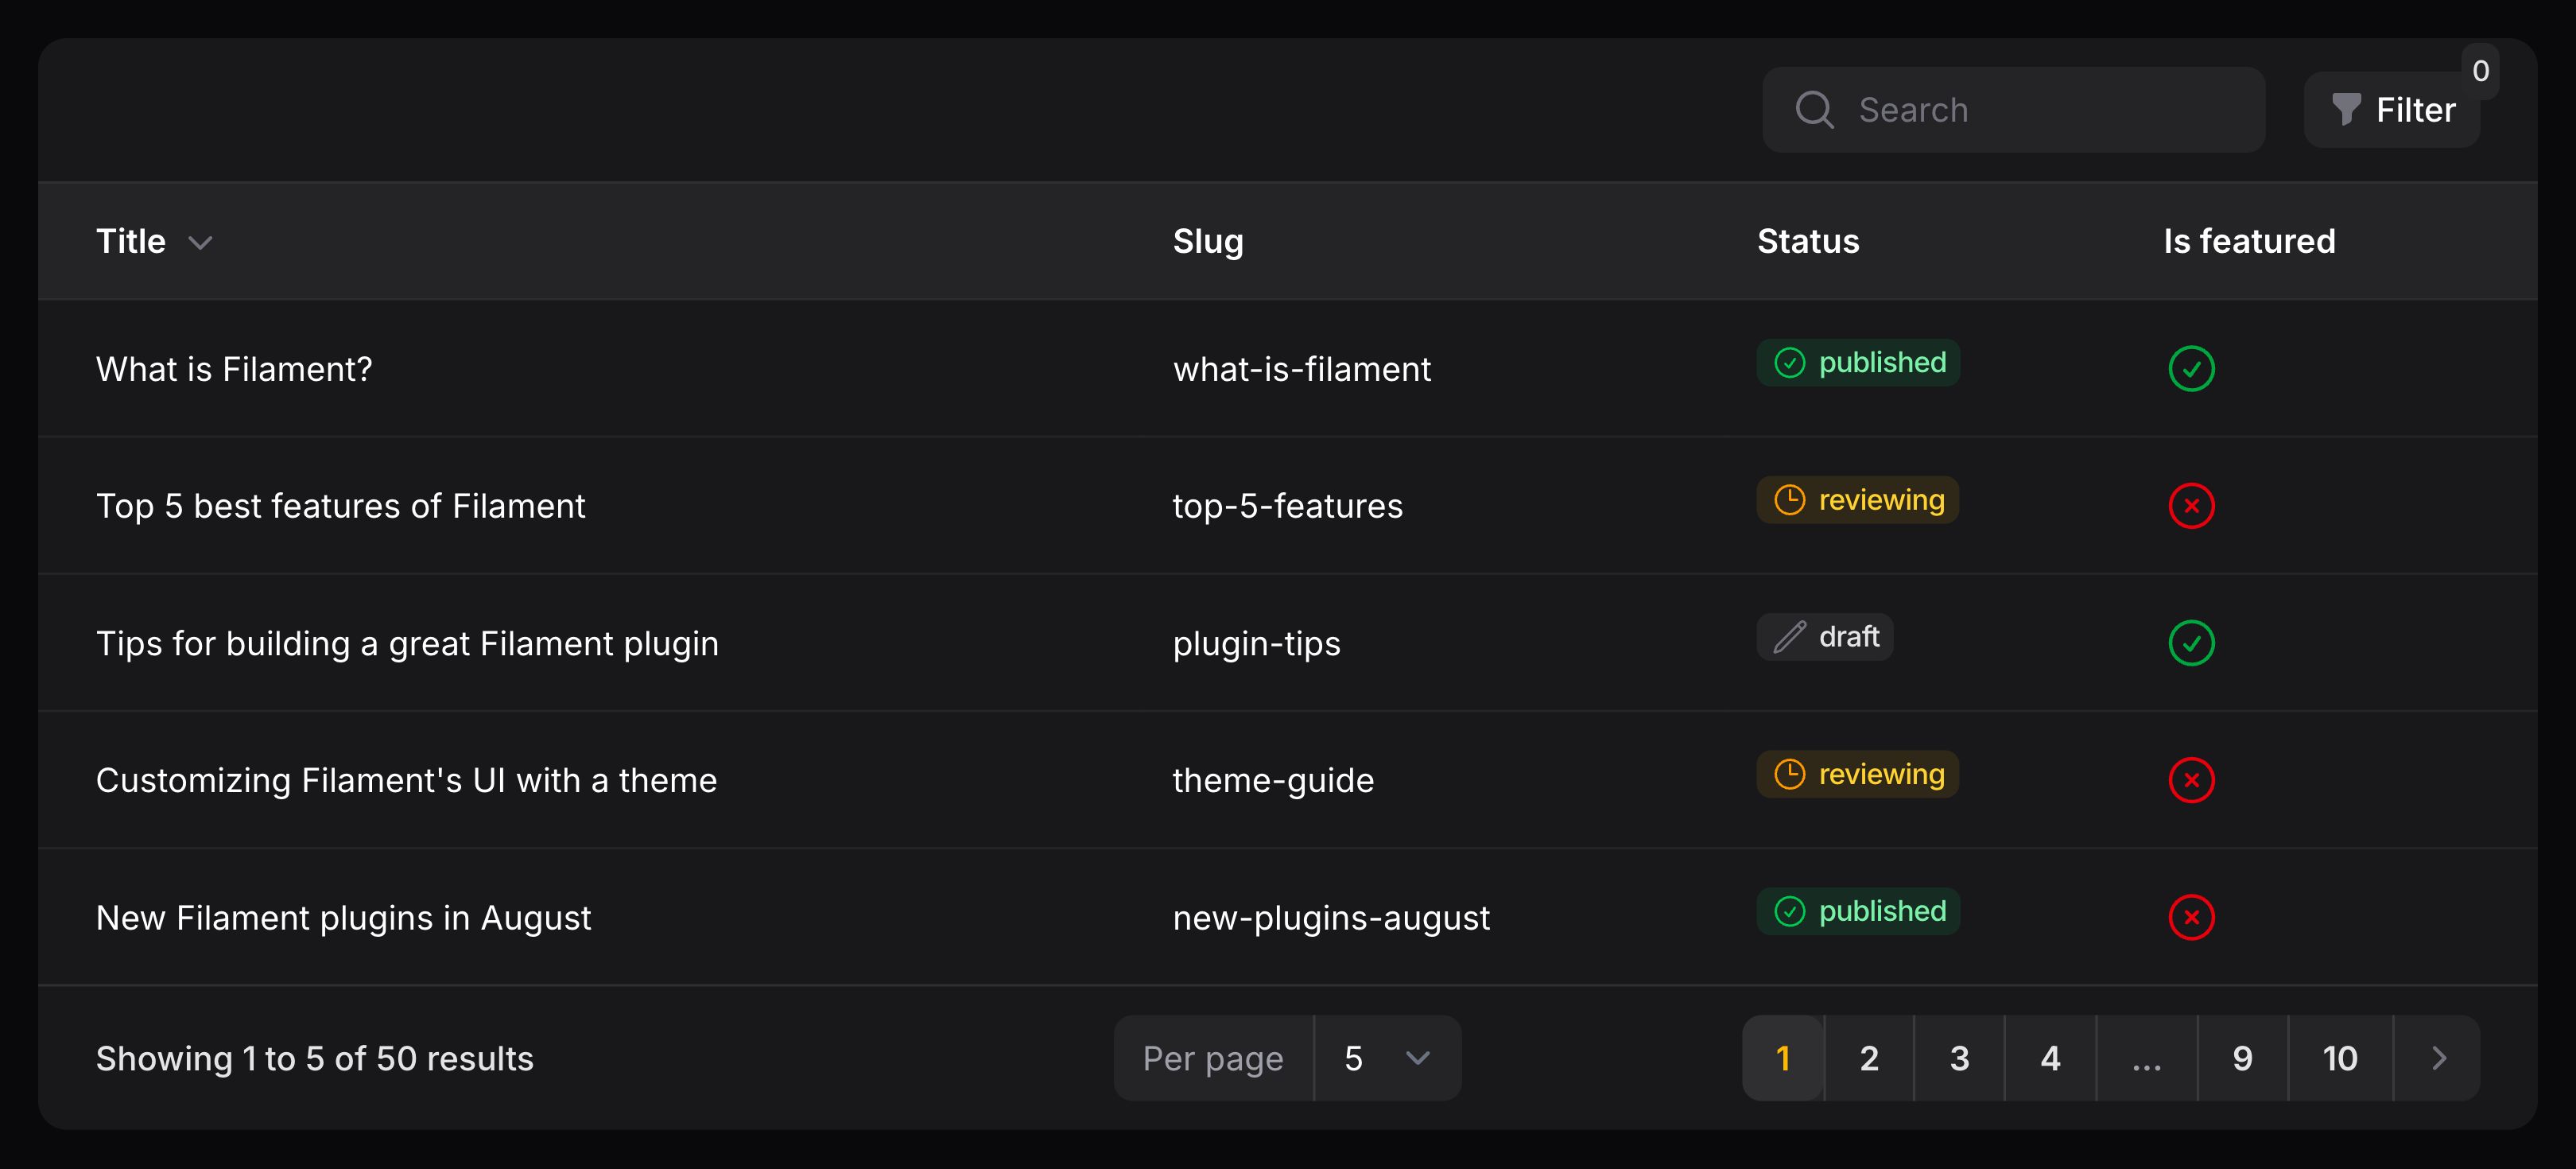 0
Search
Filter
Title Slug Status Is featured
What is Filament? what-is-filament published
Top 5 best features of Filament top-5-features reviewing
Tips for building a great Filament plugin plugin-tips draft
Customizing Filament's UI with a theme theme-guide reviewing
New Filament plugins in August new-plugins-august published
Showing 1 to 5 of 50 results Per page 5 1 2 3 4 ... 9 10